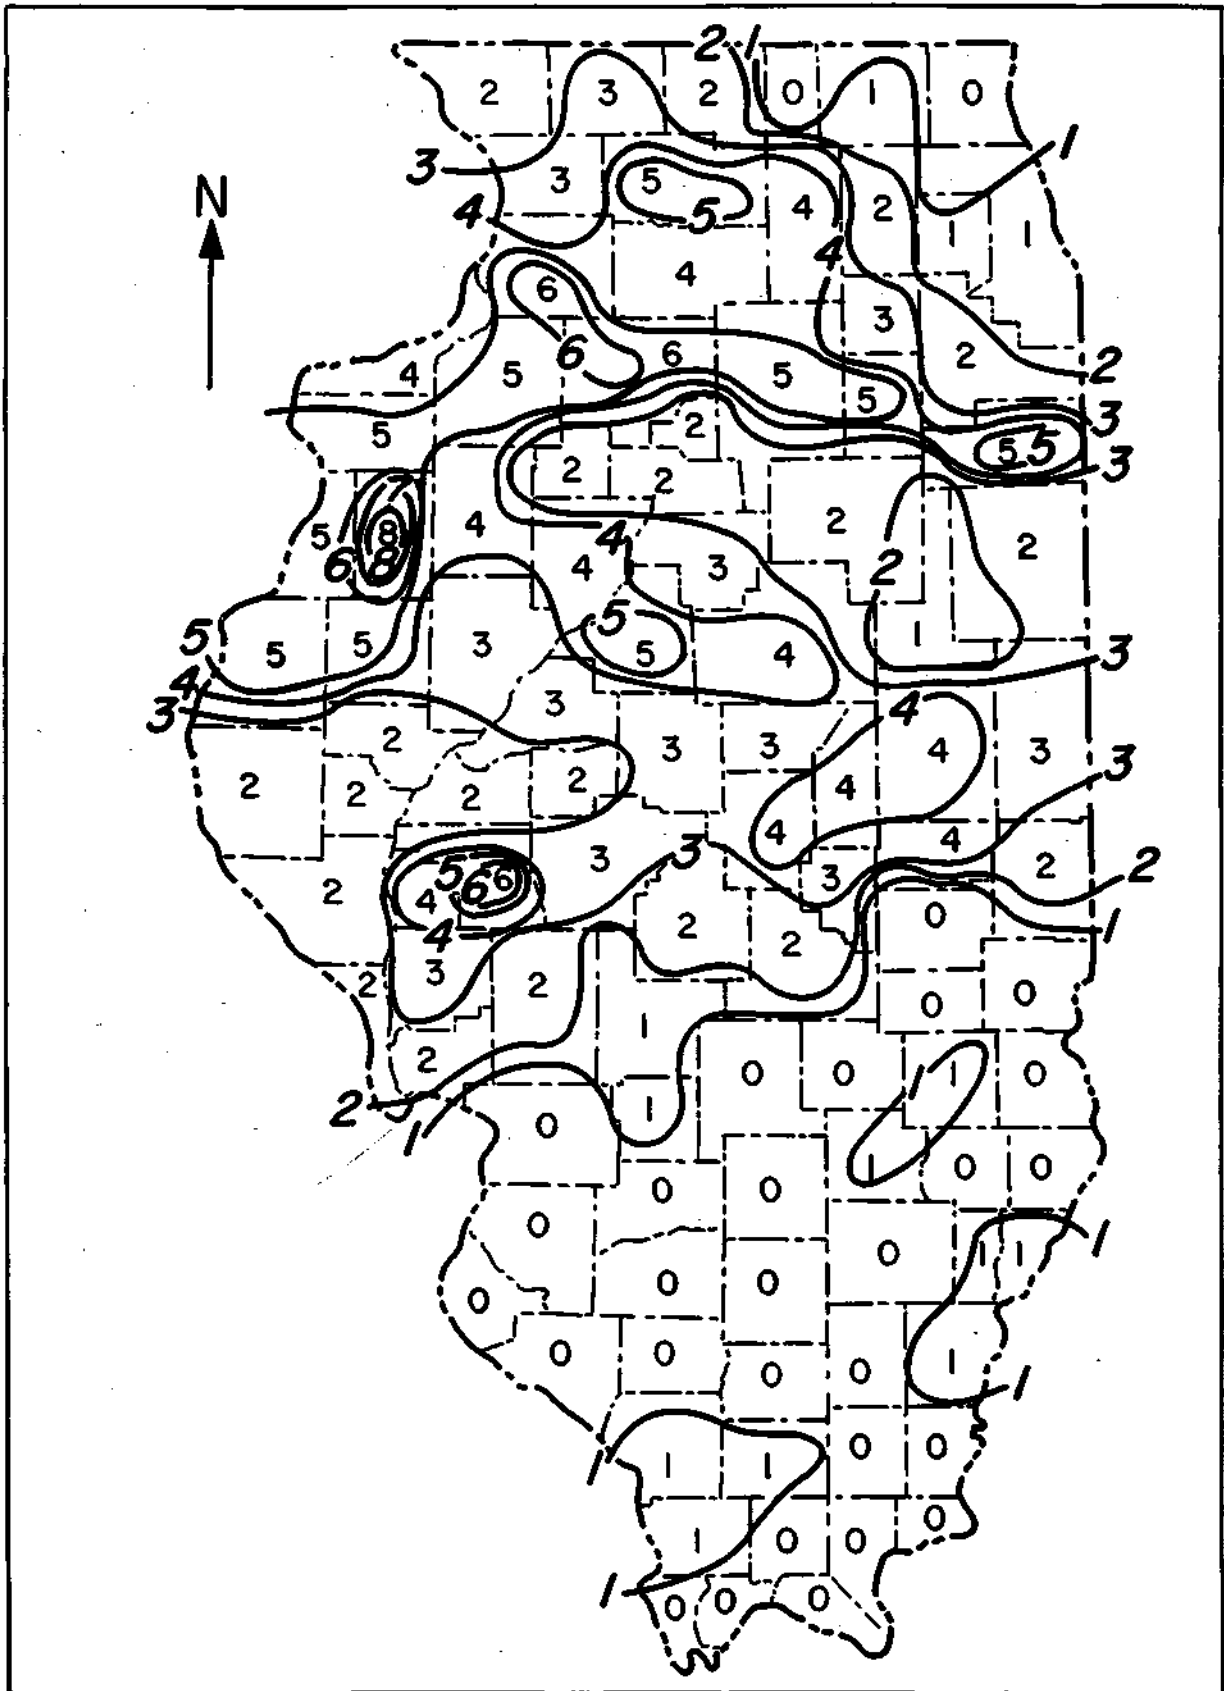 2 1
2 3 2 0 1 0
1
3 3 5 4 2
N
4 5 1 1
4 4
6 3
6 6 2
4 5 5 2
5 5 3
5 2 5 5
3
2 2
7
5 8 4 4 2 2
6 8 4 3 2
5 5 1
5 5 3 5 4 3
4
3 3 4
2 3 3 4 3
2 2 2 2 4 3
4 4
3 3 2 2
5 6 6 3
2 4 0 1
4 2 2
3
2 2 0 0
1
2 0 0 1 1 0
2 1
1 0
0 0 0
1
0 0
0 0 1 1 1
0 0
0
0 0 0 0 1
1
1 1 1 0 0
0
1 0 0
1 0 0 0